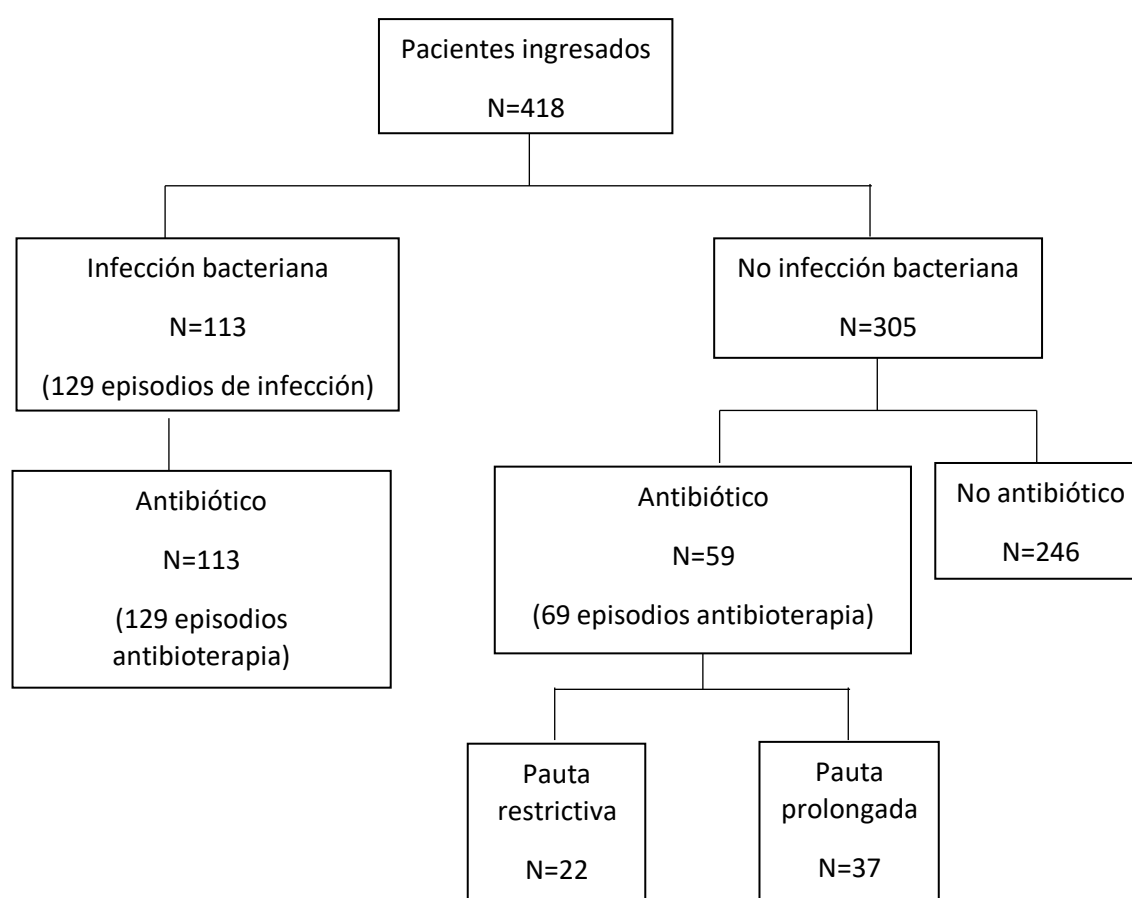 Pacientes ingresados
N=418
Infección bacteriana
N=113
(129 episodios de infección)
No infección bacteriana
N=305
Antibiótico
N=113
(129 episodios
antibioterapia)
Antibiótico
N=59
(69 episodios antibioterapia)
No antibiótico
N=246
Pauta
restrictiva
N=22
Pauta
prolongada
N=37